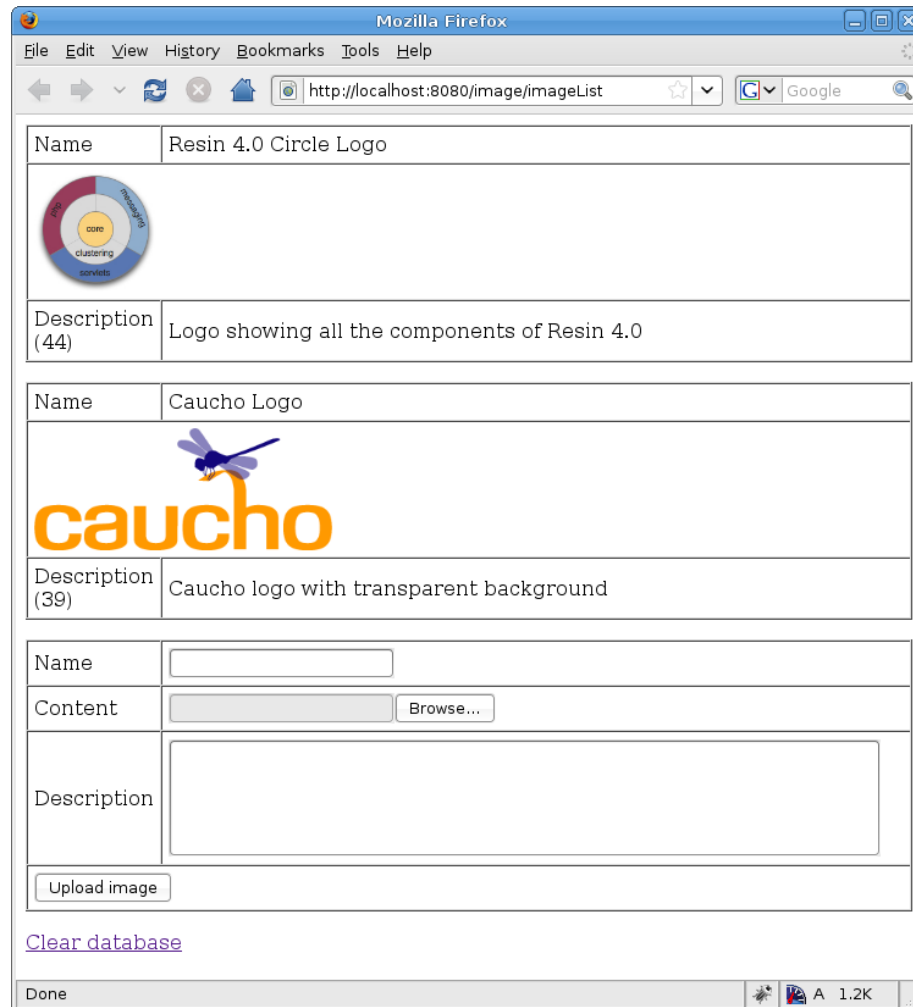 Mozilla Firefox
File Edit View History Bookmarks Tools Help
http://localhost:8080/image/imageList
G Google
Name Resin 4.0 Circle Logo
php
messaging
core
clustering
servlets
Description
(44)
Logo showing all the components of Resin 4.0
Name Caucho Logo
caucho
Description
(39)
Caucho logo with transparent background
Name
Content Browse...
Description
Upload image
Clear database
Done A 1.2K